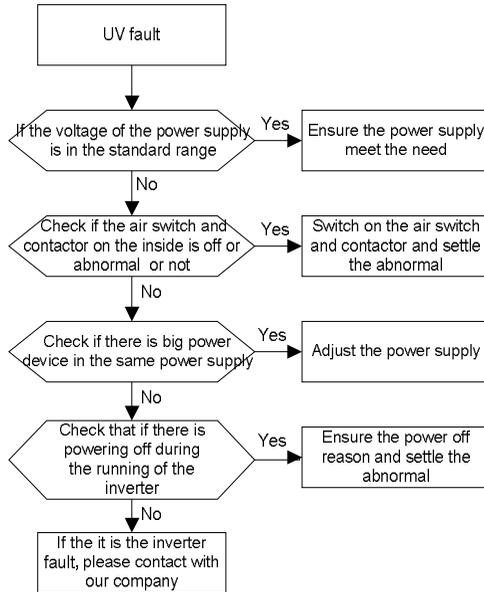 UV fault
If the voltage of the power supply
is in the standard range
Yes
Ensure the power supply
meet the need
No
Check if the air switch and
contactor on the inside is off or
abnormal or not
Yes
Switch on the air switch
and contactor and settle
the abnormal
No
Check if there is big power
device in the same power supply
Yes
Adjust the power supply
No
Check that if there is
powering off during
the running of the
inverter
Yes
Ensure the power off
reason and settle the
abnormal
No
If the it is the inverter
fault, please contact with
our company